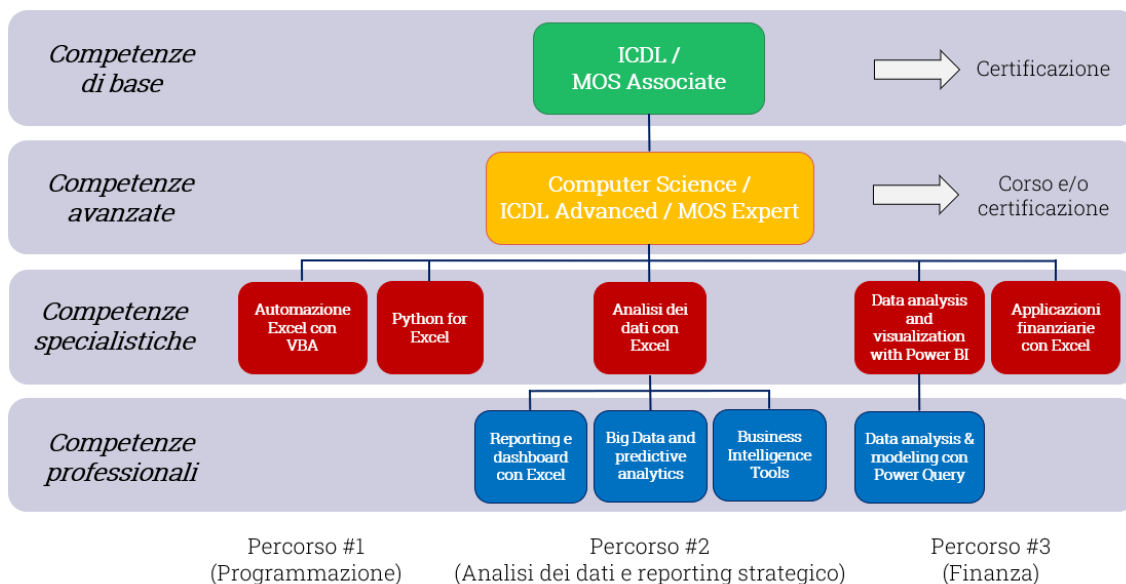 Competenze
di base
ICDL /
MOS Associate
Certificazione
Competenze
avanzate
Computer Science /
ICDL Advanced / MOS Expert
Corso e/o
certificazione
Competenze
specialistiche
Automazione
Excel con
VBA
Python for
Excel
Analisi dei
dati con
Excel
Data analysis
and
visualization
with Power BI
Applicazioni
finanziarie
con Excel
Competenze
professionali
Reporting e
dashboard
con Excel
Big Data and
predictive
analytics
Business
Intelligence
Tools
Data analysis &
modeling con
Power Query
Percorso #1
(Programmazione)
Percorso #2
(Analisi dei dati e reporting strategico)
Percorso #3
(Finanza)